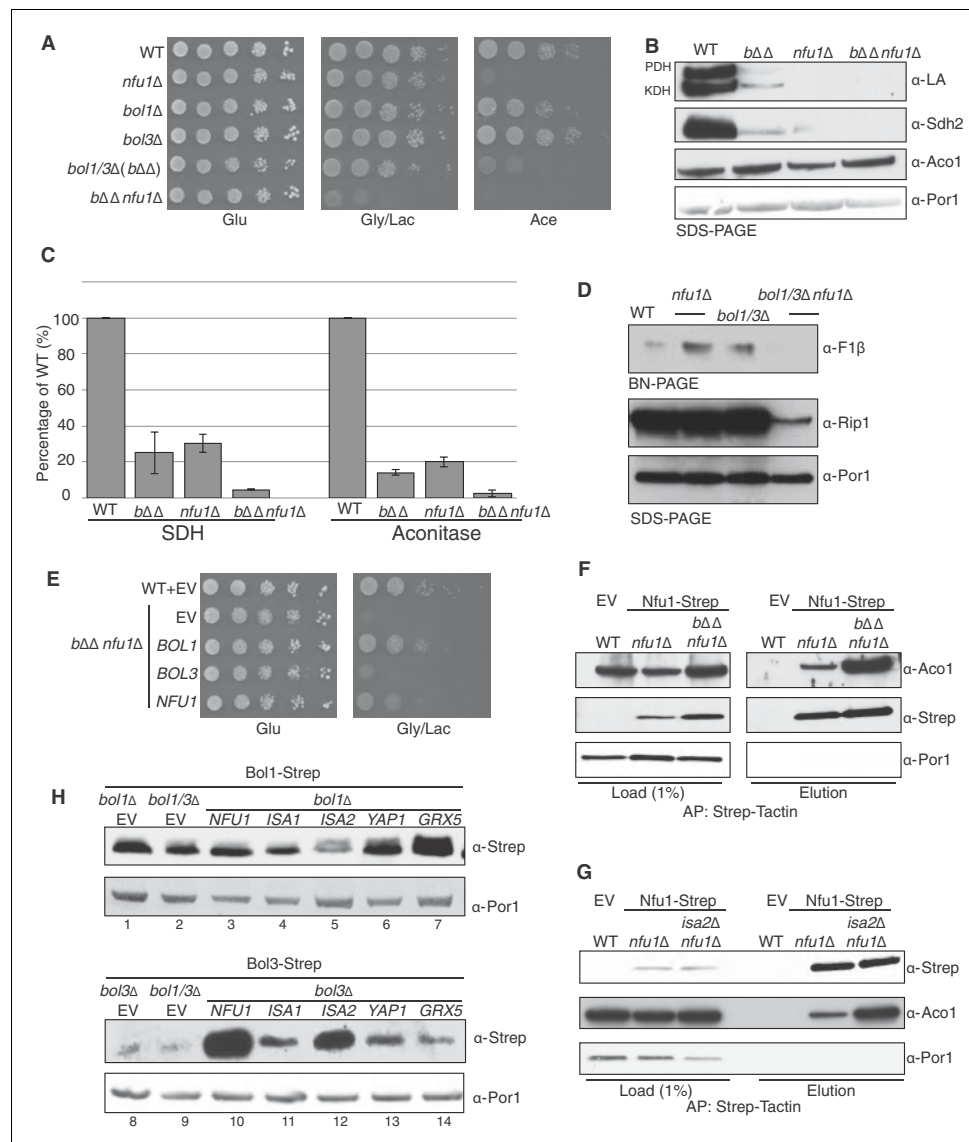 A
WT
nfu1Δ
bol1Δ
bol3Δ
bol1/3Δ(bΔΔ)
bΔΔ nfu1Δ
Glu
Gly/Lac
Ace
B
WT bΔΔ nfu1Δ bΔΔ nfu1Δ
PDH
KDH
α-LA
α-Sdh2
α-Aco1
α-Por1
SDS-PAGE
C
Percentage of WT (%)
100
80
60
40
20
0
WT bΔΔ nfu1Δ bΔΔ nfu1Δ
SDH
WT bΔΔ nfu1Δ bΔΔ nfu1Δ
Aconitase
D
WT nfu1Δ bol1/3Δ bol1/3Δ nfu1Δ
α-F1β
BN-PAGE
α-Rip1
α-Por1
SDS-PAGE
E
WT+EV
bΔΔ nfu1Δ
EV
BOL1
BOL3
NFU1
Glu
Gly/Lac
F
EV Nfu1-Strep EV Nfu1-Strep
WT nfu1Δ bΔΔ nfu1Δ WT nfu1Δ bΔΔ nfu1Δ
α-Aco1
α-Strep
α-Por1
Load (1%) Elution
AP: Strep-Tactin
G
EV Nfu1-Strep EV Nfu1-Strep
WT nfu1Δ isa2Δ nfu1Δ WT nfu1Δ isa2Δ nfu1Δ
α-Strep
α-Aco1
α-Por1
Load (1%) Elution
AP: Strep-Tactin
H
Bol1-Strep
bol1Δ bol1/3Δ bol1Δ
EV EV NFU1 ISA1 ISA2 YAP1 GRX5
α-Strep
α-Por1
1 2 3 4 5 6 7
Bol3-Strep
bol3Δ bol1/3Δ bol3Δ
EV EV NFU1 ISA1 ISA2 YAP1 GRX5
α-Strep
α-Por1
8 9 10 11 12 13 14